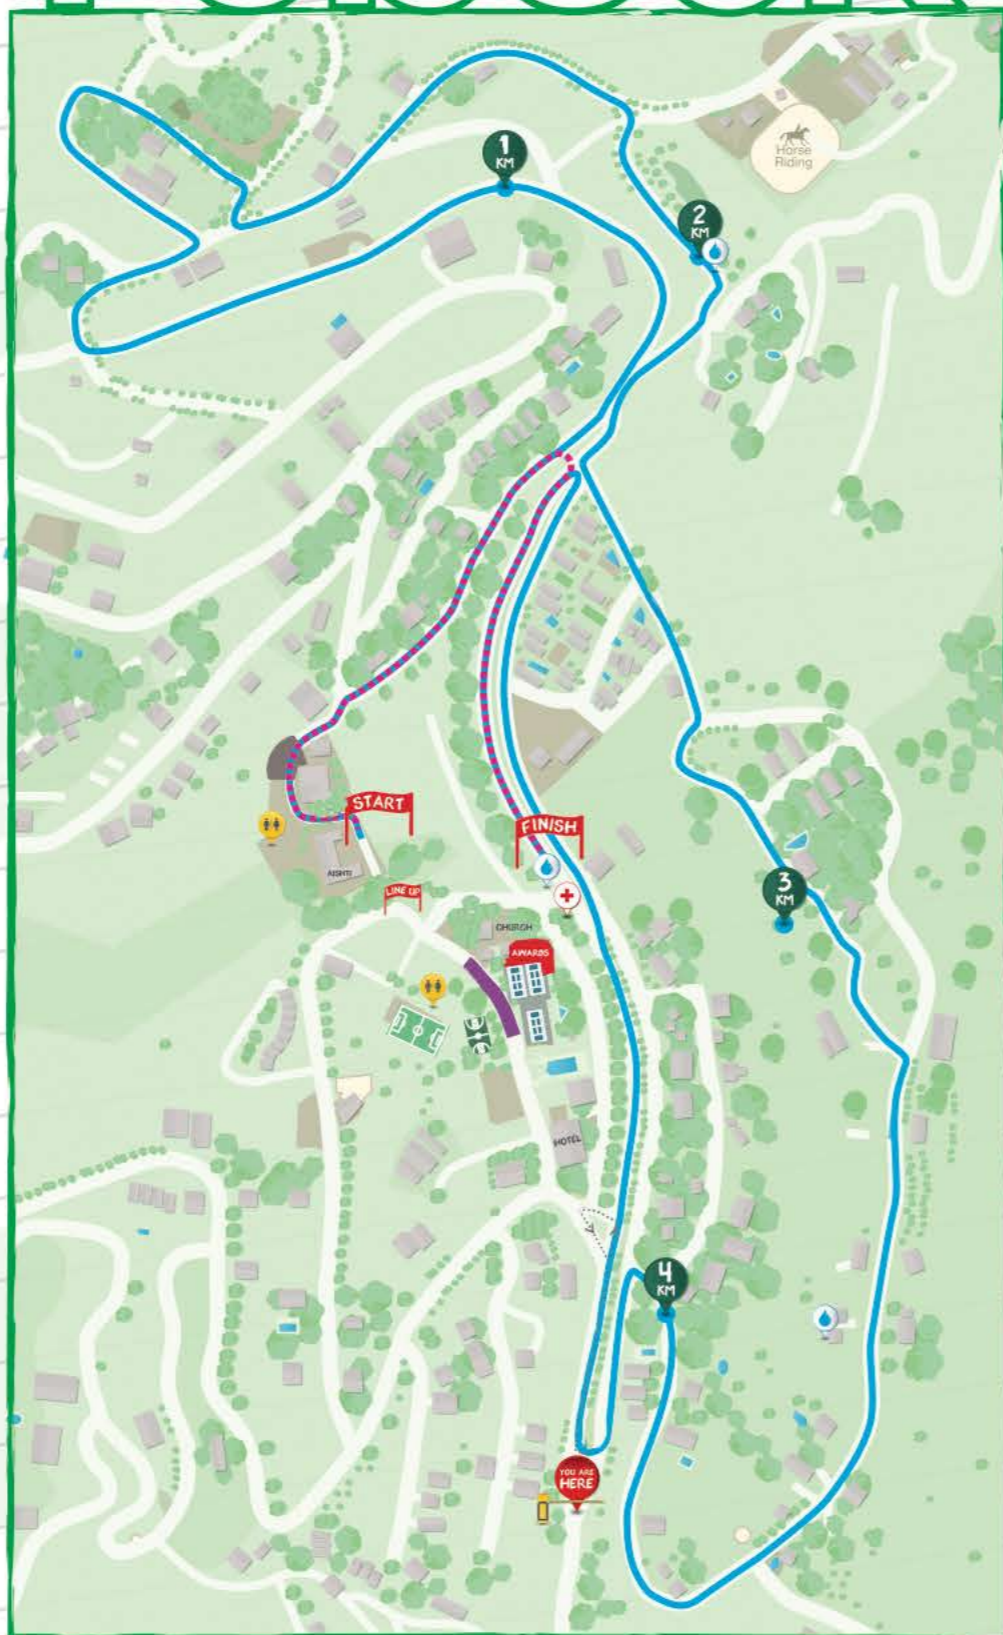 1
KM
Horse
Riding
2
KM
START
FINISH
AISHTI
LINE UP
CHURCH
AWARDS
3
KM
HOTEL
4
KM
YOU ARE
HERE